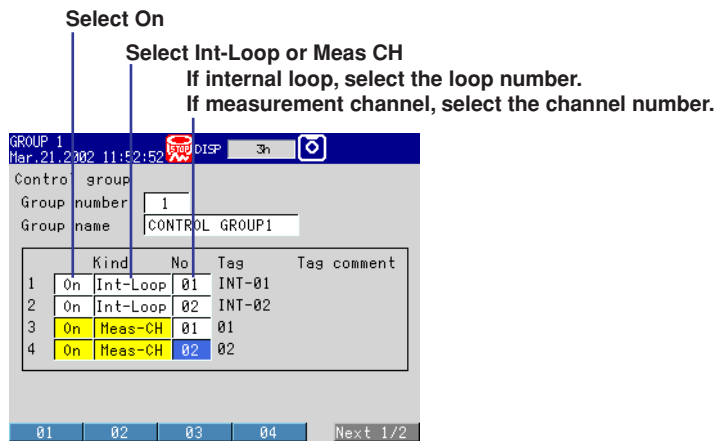 Select On
Select Int-Loop or Meas CH
If internal loop, select the loop number.
If measurement channel, select the channel number.
GROUP 1
Mar.21.2002 11:52:52 STOP DISP 3h
Control group
Group number 1
Group name CONTROL GROUP1
Kind No Tag Tag comment
1 On Int-Loop 01 INT-01
2 On Int-Loop 02 INT-02
3 On Meas-CH 01 01
4 On Meas-CH 02 02
01 02 03 04 Next 1/2